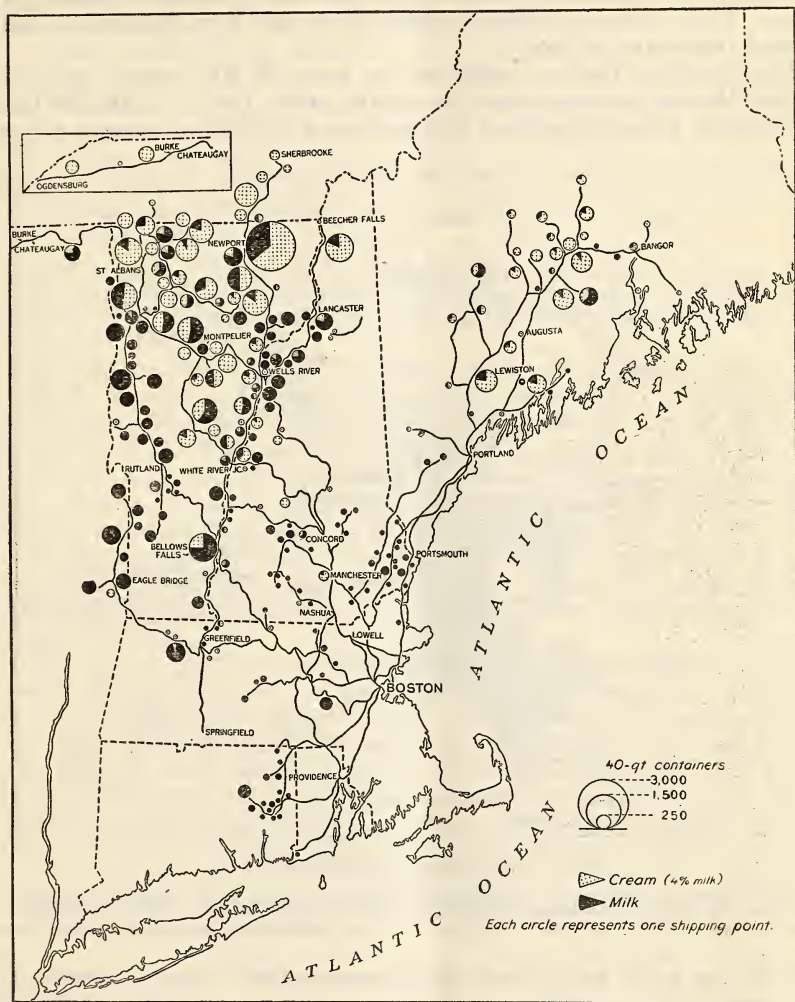 BURKE
CHATEAUGAY
OGDENSBURG
SHERBROOKE
BEECHER FALLS
BURKE
CHATEAUGAY
NEWPORT
ST ALBANS
BANGOR
LANCASTER
MONTPELIER
AUGUSTA
WELLS RIVER
LEWISTON
PORTLAND
RUTLAND
WHITE RIVER JC.
BELLOWS
FALLS
CONCORD
PORTSMOUTH
EAGLE BRIDGE
MANCHESTER
NASHUA
GREENFIELD
LOWELL
BOSTON
SPRINGFIELD
PROVIDENCE
ATLANTIC OCEAN
ATLANTIC OCEAN
40-qt containers
3,000
1,500
250
Cream (4% milk)
Milk
Each circle represents one shipping point.